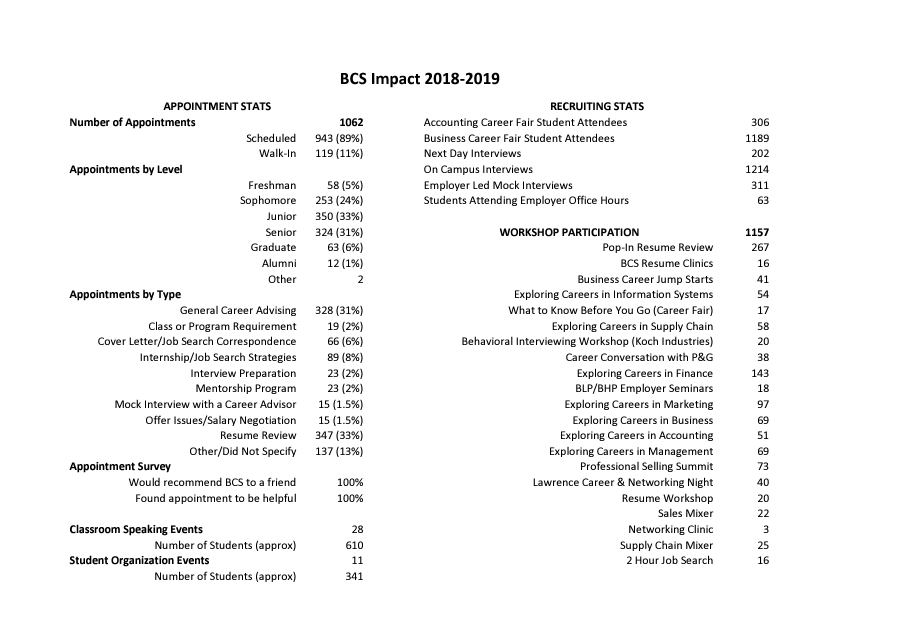 BCS Impact 2018-2019
APPOINTMENT STATS
Number of Appointments 1062
Scheduled 943 (89%)
Walk-In 119 (11%)
Appointments by Level
Freshman 58 (5%)
Sophomore 253 (24%)
Junior 350 (33%)
Senior 324 (31%)
Graduate 63 (6%)
Alumni 12 (1%)
Other 2
Appointments by Type
General Career Advising 328 (31%)
Class or Program Requirement 19 (2%)
Cover Letter/Job Search Correspondence 66 (6%)
Internship/Job Search Strategies 89 (8%)
Interview Preparation 23 (2%)
Mentorship Program 23 (2%)
Mock Interview with a Career Advisor 15 (1.5%)
Offer Issues/Salary Negotiation 15 (1.5%)
Resume Review 347 (33%)
Other/Did Not Specify 137 (13%)
Appointment Survey
Would recommend BCS to a friend 100%
Found appointment to be helpful 100%
Classroom Speaking Events 28
Number of Students (approx) 610
Student Organization Events 11
Number of Students (approx) 341
RECRUITING STATS
Accounting Career Fair Student Attendees 306
Business Career Fair Student Attendees 1189
Next Day Interviews 202
On Campus Interviews 1214
Employer Led Mock Interviews 311
Students Attending Employer Office Hours 63
WORKSHOP PARTICIPATION 1157
Pop-In Resume Review 267
BCS Resume Clinics 16
Business Career Jump Starts 41
Exploring Careers in Information Systems 54
What to Know Before You Go (Career Fair) 17
Exploring Careers in Supply Chain 58
Behavioral Interviewing Workshop (Koch Industries) 20
Career Conversation with P&G 38
Exploring Careers in Finance 143
BLP/BHP Employer Seminars 18
Exploring Careers in Marketing 97
Exploring Careers in Business 69
Exploring Careers in Accounting 51
Exploring Careers in Management 69
Professional Selling Summit 73
Lawrence Career & Networking Night 40
Resume Workshop 20
Sales Mixer 22
Networking Clinic 3
Supply Chain Mixer 25
2 Hour Job Search 16